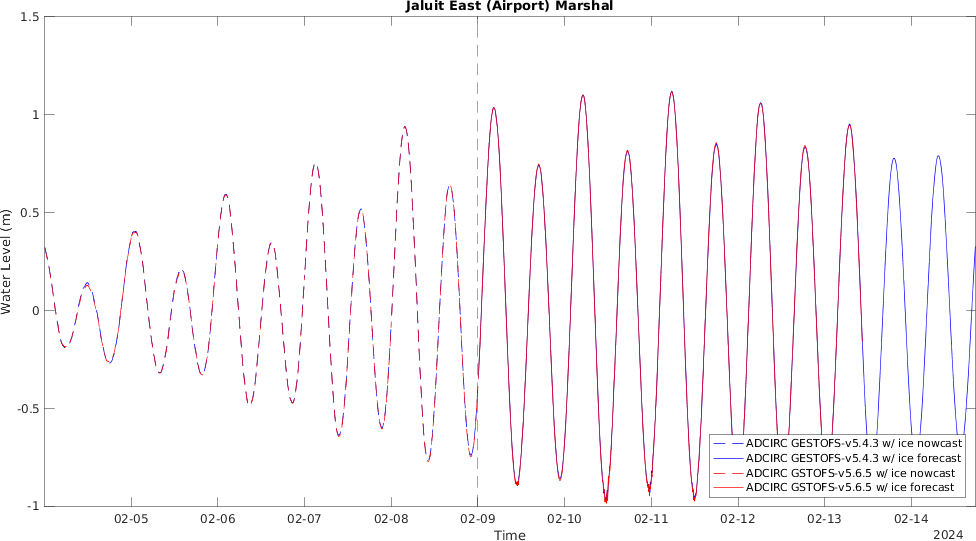 Jaluit East (Airport) Marshal
1.5
1
0.5
0
-0.5
-1
Water Level (m)
ADCIRC GESTOFS-v5.4.3 w/ ice nowcast
ADCIRC GESTOFS-v5.4.3 w/ ice forecast
ADCIRC GSTOFS-v5.6.5 w/ ice nowcast
ADCIRC GSTOFS-v5.6.5 w/ ice forecast
02-05 02-06 02-07 02-08 02-09 02-10 02-11 02-12 02-13 02-14
Time
2024